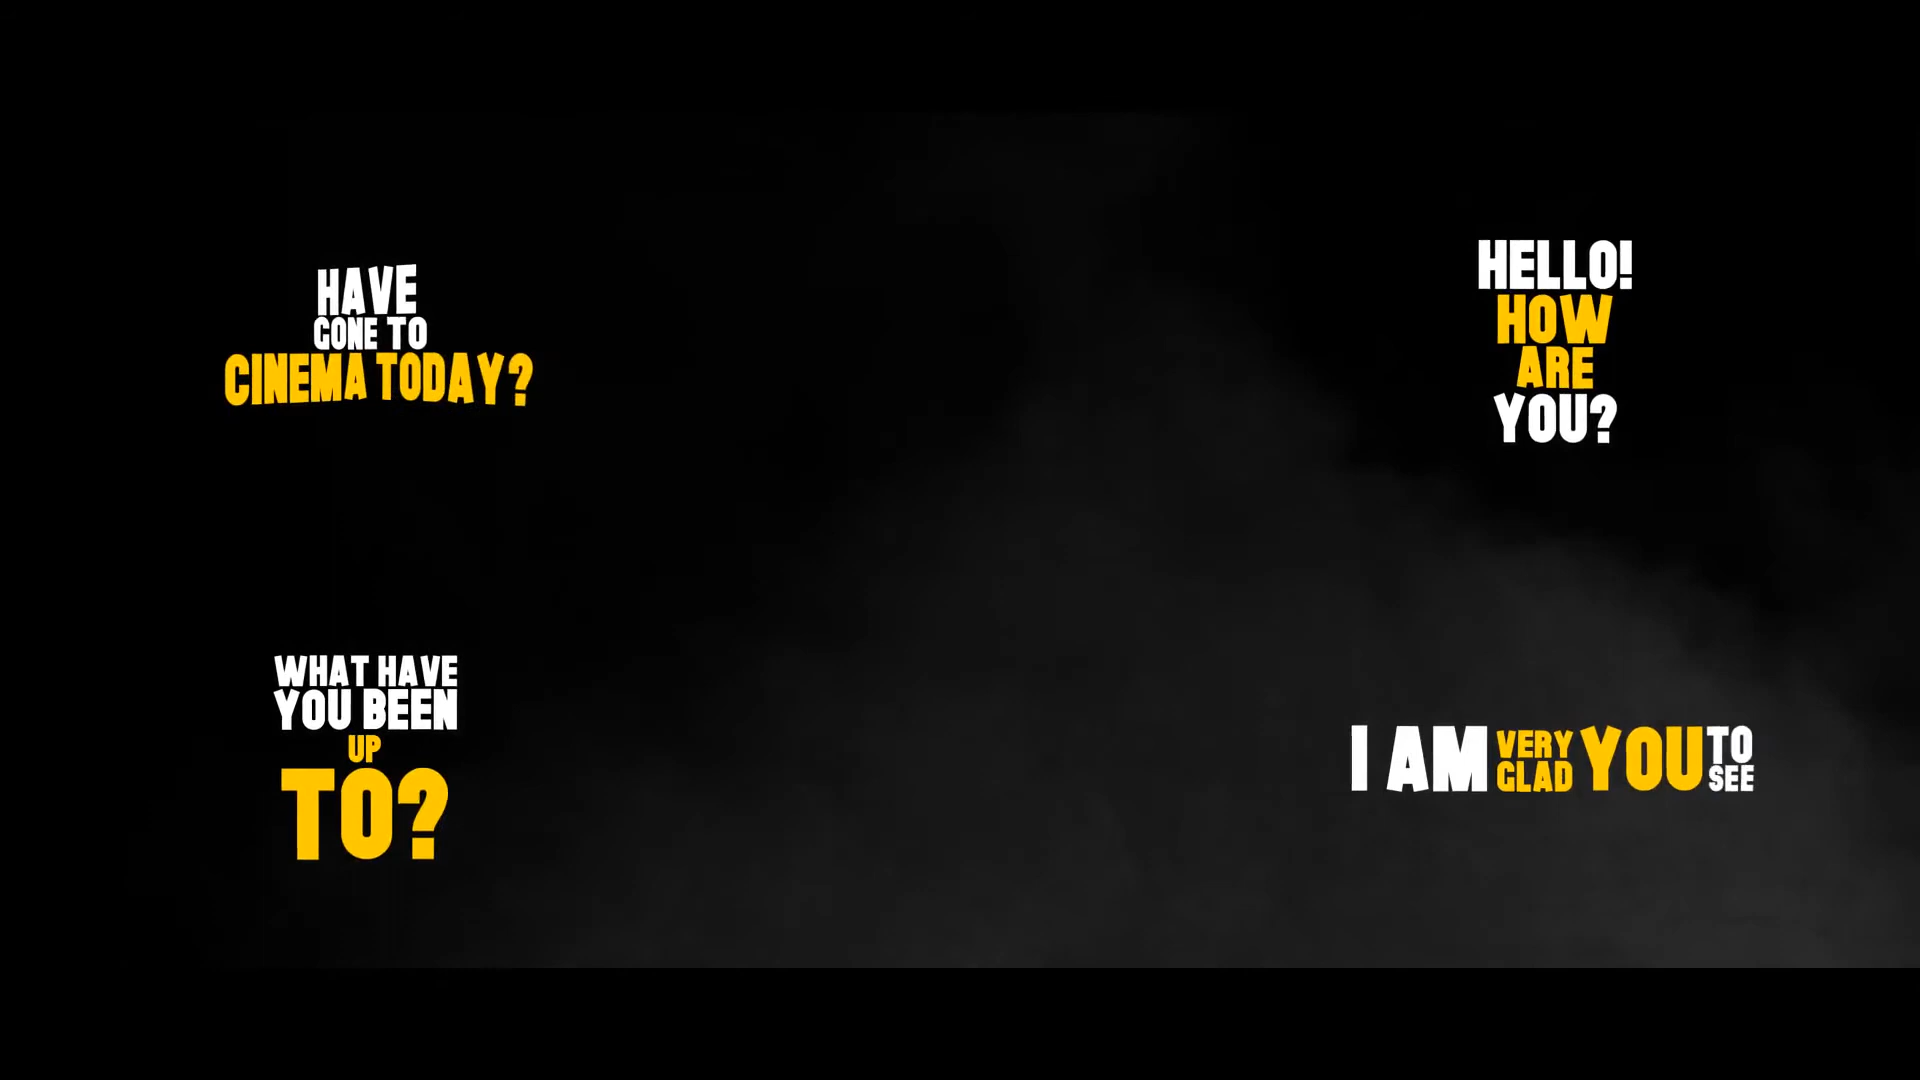 HAVE
GONE TO
CINEMA TODAY?
HELLO!
HOW
ARE
YOU?
WHAT HAVE
YOU BEEN
UP
TO?
I AM VERY GLAD YOU TO SEE